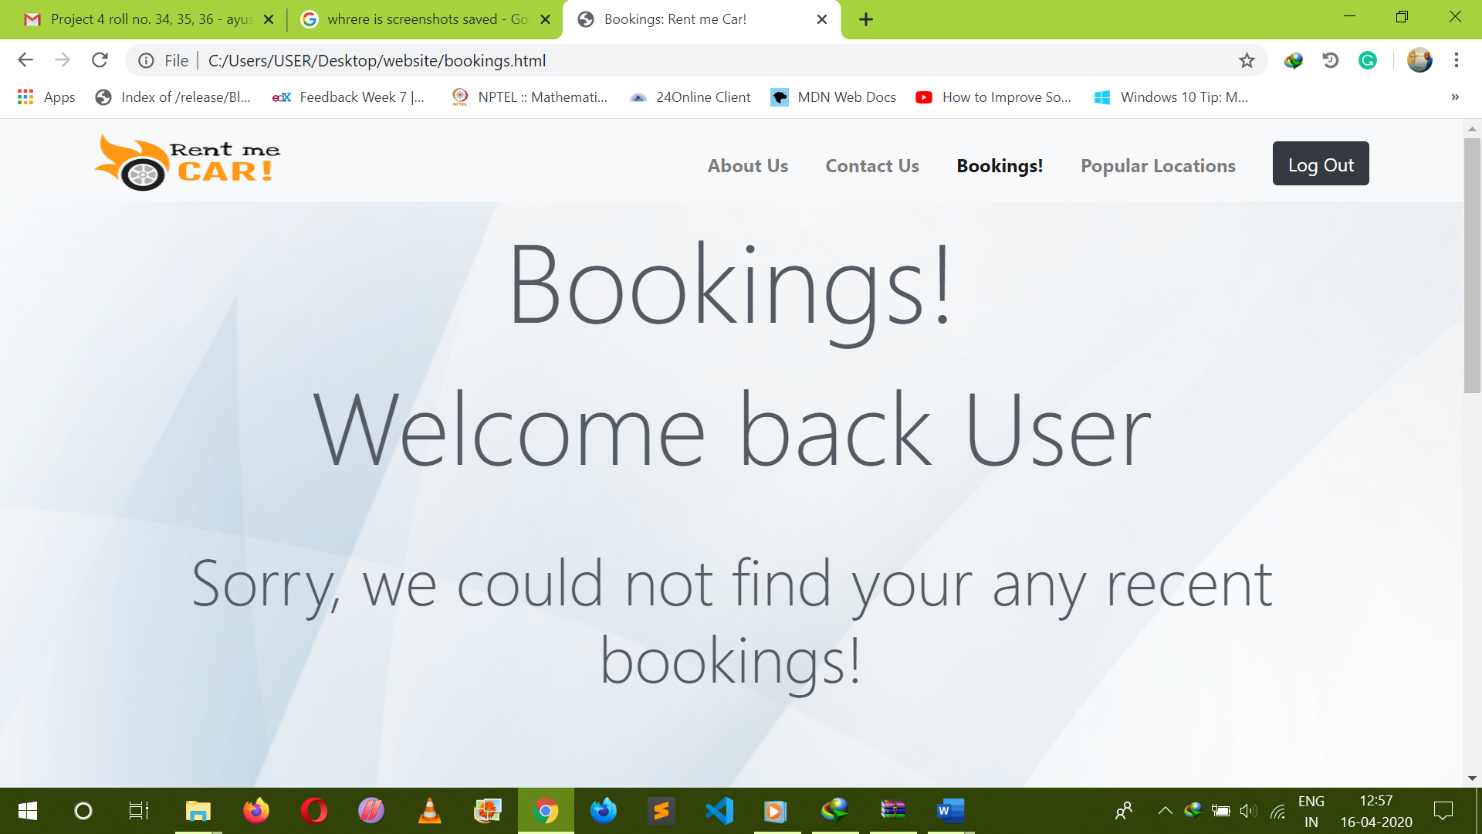 Project 4 roll no. 34, 35, 36 - ayus
whrere is screenshots saved - Go
Bookings: Rent me Car!
File
C:/Users/USER/Desktop/website/bookings.html
Apps
Index of /release/Bl...
edX
Feedback Week 7 |...
NPTEL :: Mathemati...
24Online Client
MDN Web Docs
How to Improve So...
Windows 10 Tip: M...
»
Rent me
CAR!
About Us
Contact Us
Bookings!
Popular Locations
Log Out
Bookings!
Welcome back User
Sorry, we could not find your any recent
bookings!
ENG
IN
12:57
16-04-2020